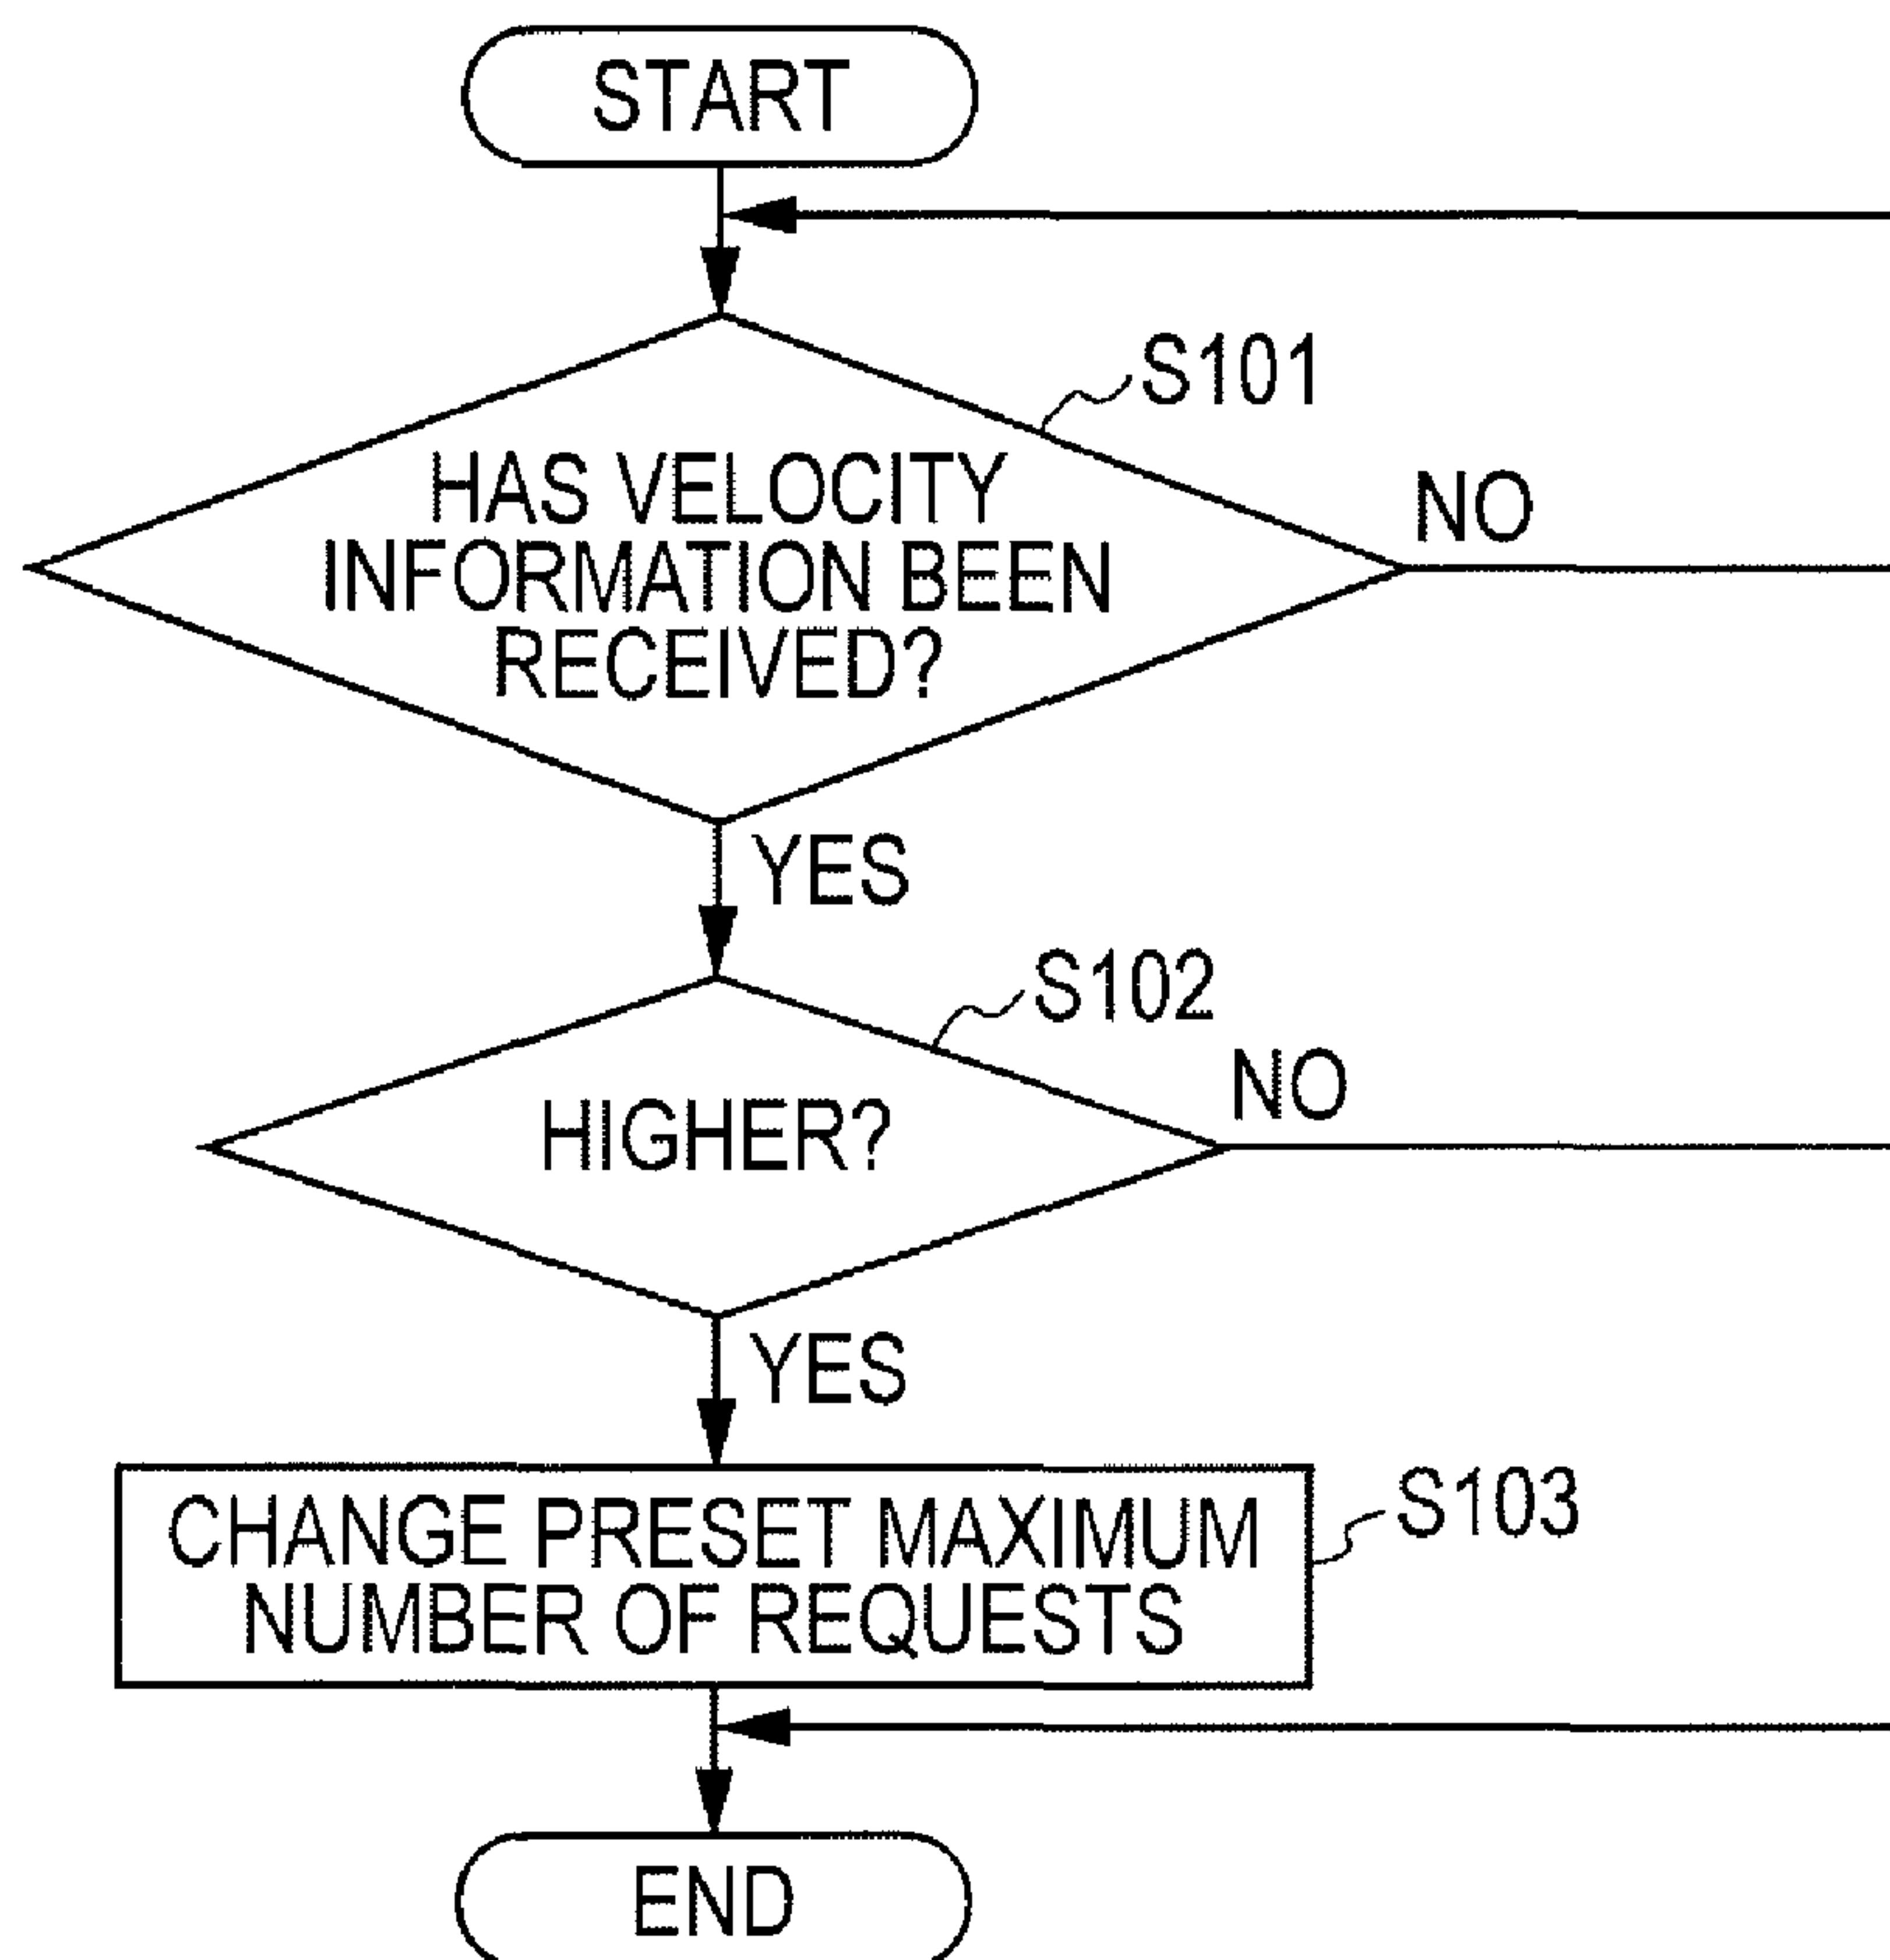 START
S101
HAS VELOCITY
INFORMATION BEEN
RECEIVED?
NO
YES
S102
HIGHER?
NO
YES
CHANGE PRESET MAXIMUM
NUMBER OF REQUESTS
S103
END